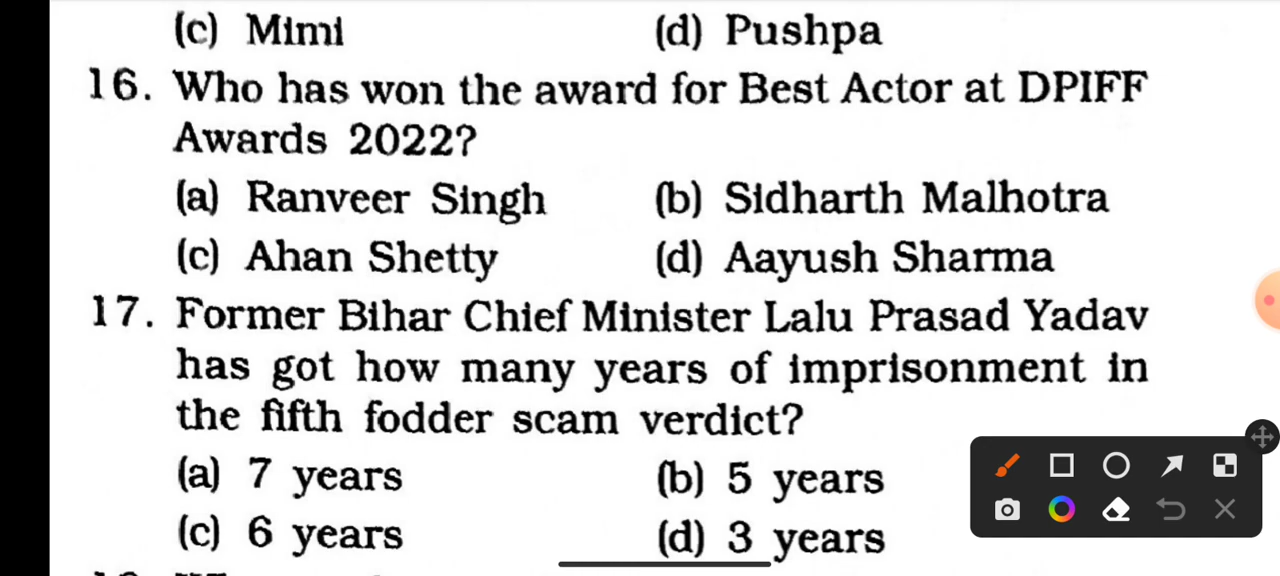 (c) Mimi (d) Pushpa
16. Who has won the award for Best Actor at DPIFF
Awards 2022?
(a) Ranveer Singh (b) Sidharth Malhotra
(c) Ahan Shetty (d) Aayush Sharma
17. Former Bihar Chief Minister Lalu Prasad Yadav
has got how many years of imprisonment in
the fifth fodder scam verdict?
(a) 7 years (b) 5 years
(c) 6 years (d) 3 years